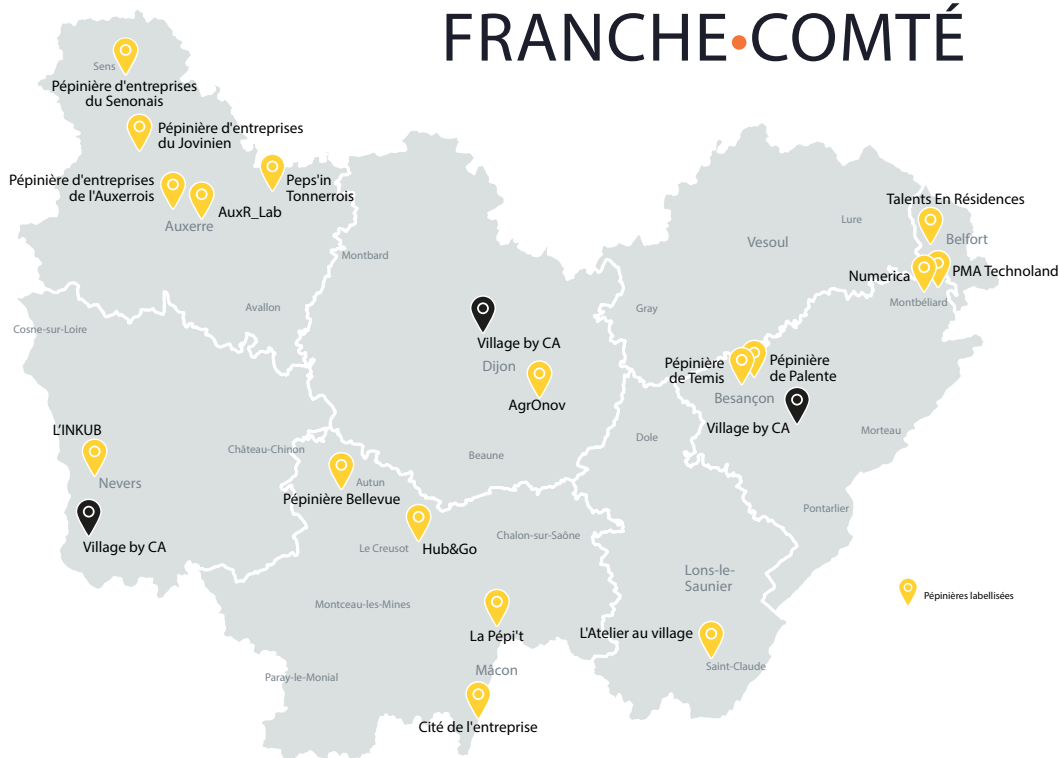 FRANCHE•COMTÉ
Sens
Pépinière d'entreprises
du Senonais
Pépinière d'entreprises
du Jovinien
Pépinière d'entreprises
de l'Auxerrois
Peps'in
Tonnerrois
AuxR_Lab
Auxerre
Talents En Résidences
Lure
Belfort
Vesoul
Montbard
Numerica
PMA Technoland
Montbéliard
Avallon
Gray
Cosne-sur-Loire
Village by CA
Dijon
Pépinière
de Temis
Pépinière
de Palente
Besançon
AgrOnov
Village by CA
L'INKUB
Dole
Morteau
Château-Chinon
Beaune
Nevers
Autun
Pépinière Bellevue
Pontarlier
Village by CA
Le Creusot
Hub&Go
Chalon-sur-Saône
Lons-le-
Saunier
Pépinières labellisées
Montceau-les-Mines
La Pépi't
L'Atelier au village
Saint-Claude
Mâcon
Paray-le-Monial
Cité de l'entreprise